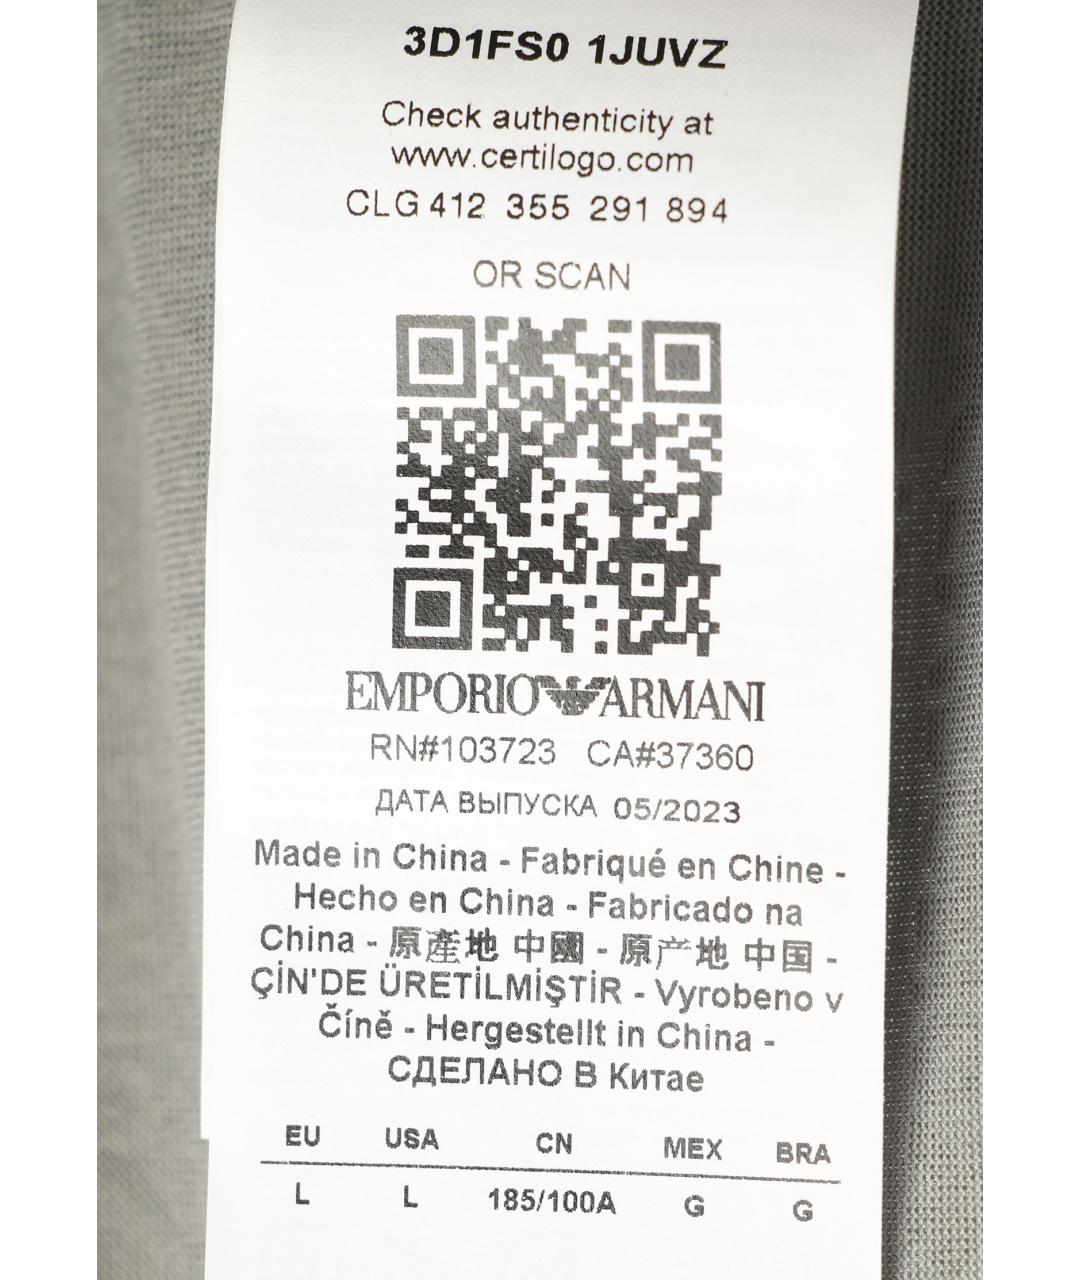 3D1FS0 1JUVZ
Check authenticity at
www.certilogo.com
CLG 412 355 291 894
OR SCAN
EMPORIO ARMANI
RN#103723 CA#37360
ДАТА ВЫПУСКА 05/2023
Made in China - Fabriqué en Chine -
Hecho en China - Fabricado na
China - 原產地 中國 - 原产地 中国 -
ÇİN'DE ÜRETİLMİŞTİR - Vyrobeno v
Číně - Hergestellt in China -
СДЕЛАНО В Китае
EU USA CN MEX BRA
L L 185/100A G G